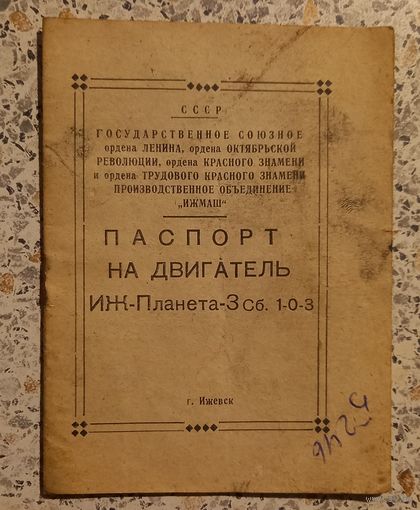 СССР
ГОСУДАРСТВЕННОЕ СОЮЗНОЕ
ордена ЛЕНИНА, ордена ОКТЯБРЬСКОЙ
РЕВОЛЮЦИИ, ордена КРАСНОГО ЗНАМЕНИ
и ордена ТРУДОВОГО КРАСНОГО ЗНАМЕНИ
ПРОИЗВОДСТВЕННОЕ ОБЪЕДИНЕНИЕ
„ИЖМАШ“
ПАСПОРТ
НА ДВИГАТЕЛЬ
ИЖ-Планета-3 Сб. 1-0-3
г. Ижевск